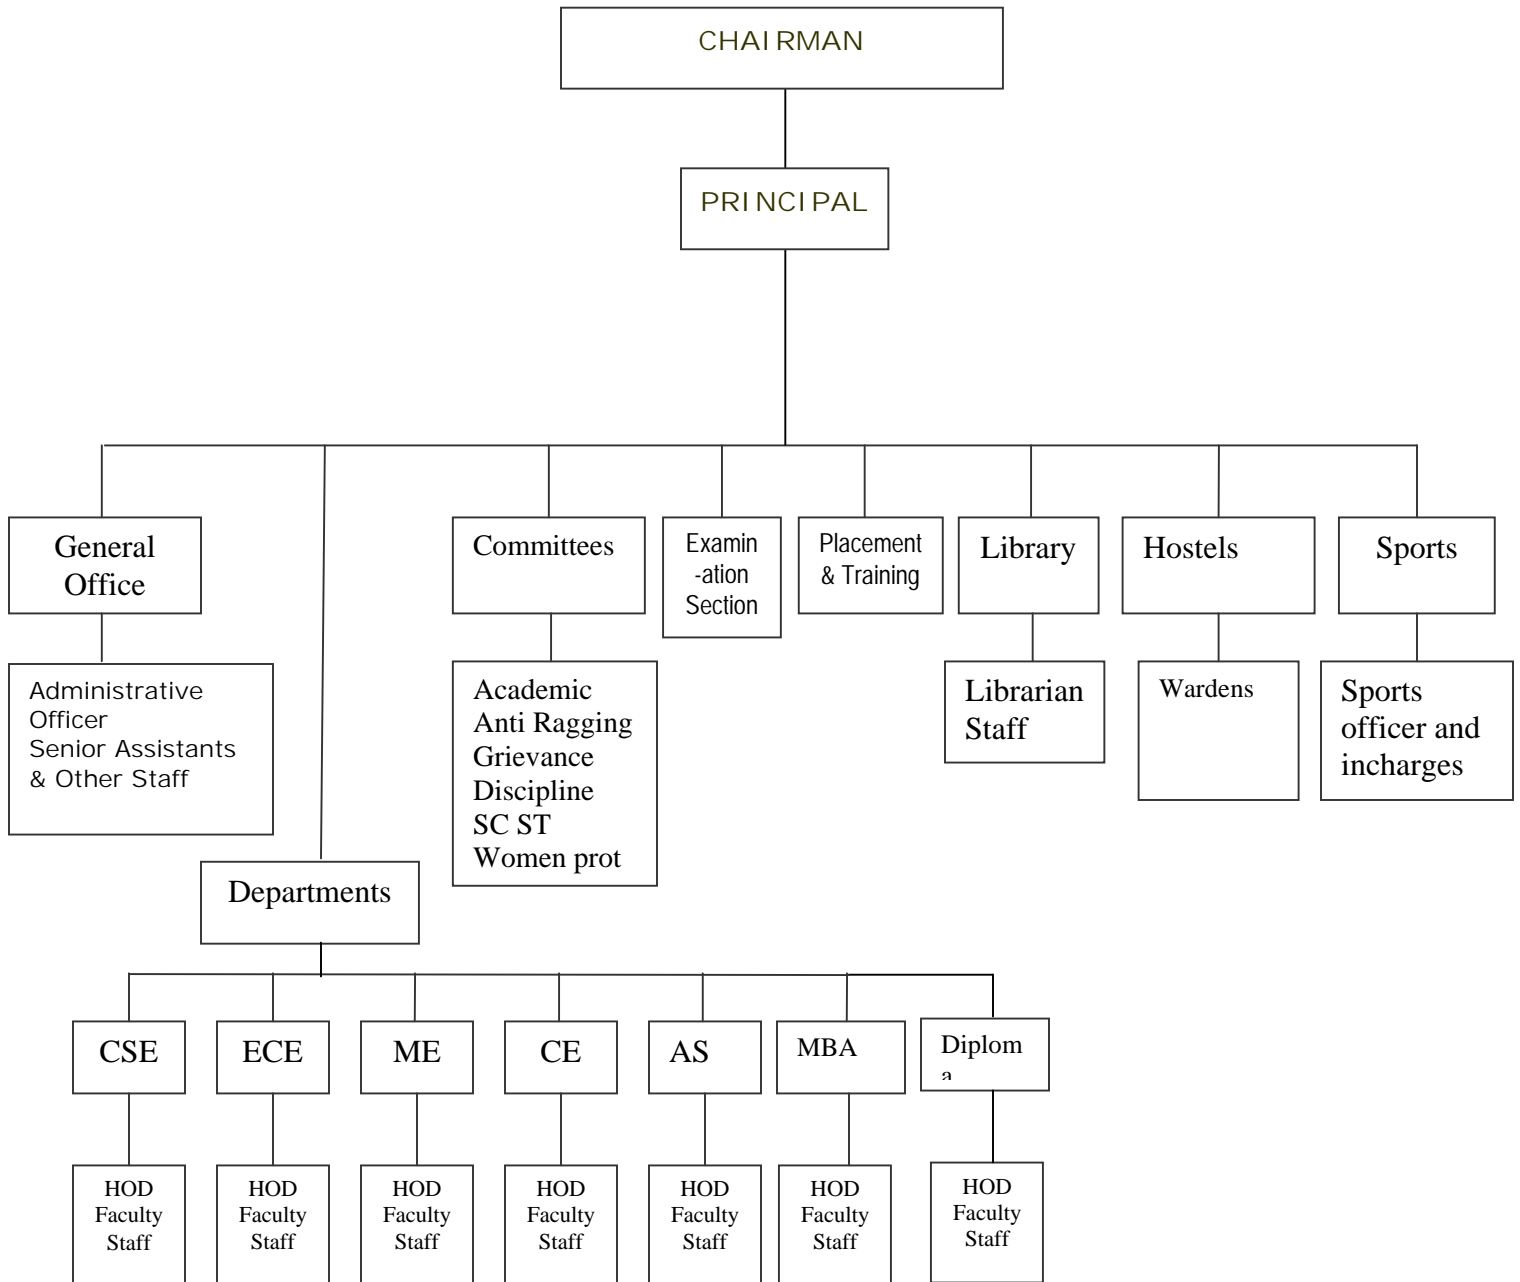 CHAIRMAN
PRINCIPAL
General
Office
Committees
Examin
-ation
Section
Placement
& Training
Library
Hostels
Sports
Administrative
Officer
Senior Assistants
& Other Staff
Academic
Anti Ragging
Grievance
Discipline
SC ST
Women prot
Librarian
Staff
Wardens
Sports
officer and
incharges
Departments
CSE
ECE
ME
CE
AS
MBA
Diplom
a
HOD
Faculty
Staff
HOD
Faculty
Staff
HOD
Faculty
Staff
HOD
Faculty
Staff
HOD
Faculty
Staff
HOD
Faculty
Staff
HOD
Faculty
Staff